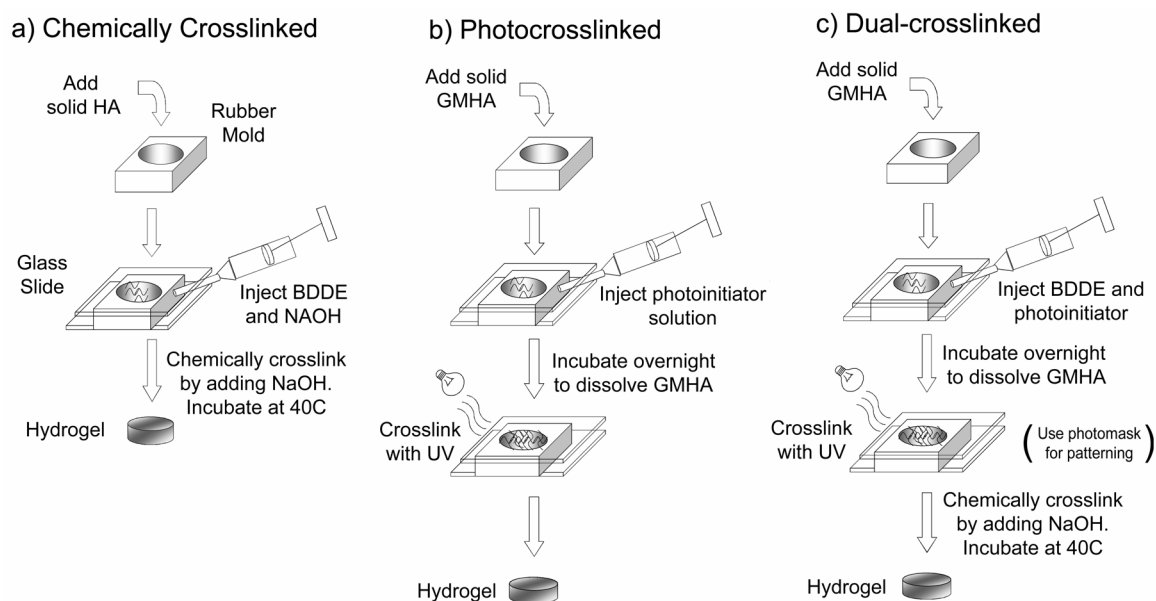 a) Chemically Crosslinked
Add
solid HA
Rubber
Mold
Glass
Slide
Inject BDDE
and NAOH
Chemically crosslink
by adding NaOH.
Incubate at 40C
Hydrogel
b) Photocrosslinked
Add solid
GMHA
Inject photoinitiator
solution
Incubate overnight
to dissolve GMHA
Crosslink
with UV
Hydrogel
c) Dual-crosslinked
Add solid
GMHA
Inject BDDE and
photoinitiator
Incubate overnight
to dissolve GMHA
Crosslink
with UV
(Use photomask
for patterning)
Chemically crosslink
by adding NaOH.
Incubate at 40C
Hydrogel